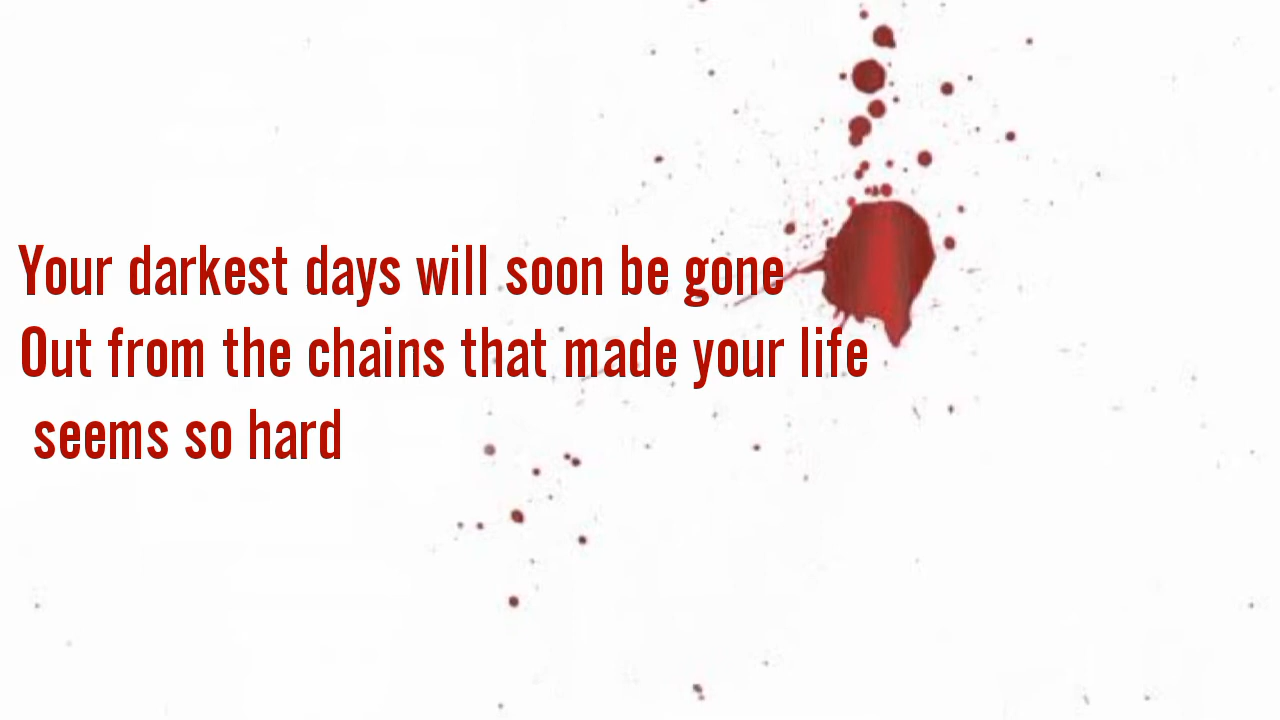 Your darkest days will soon be gone
Out from the chains that made your life
seems so hard